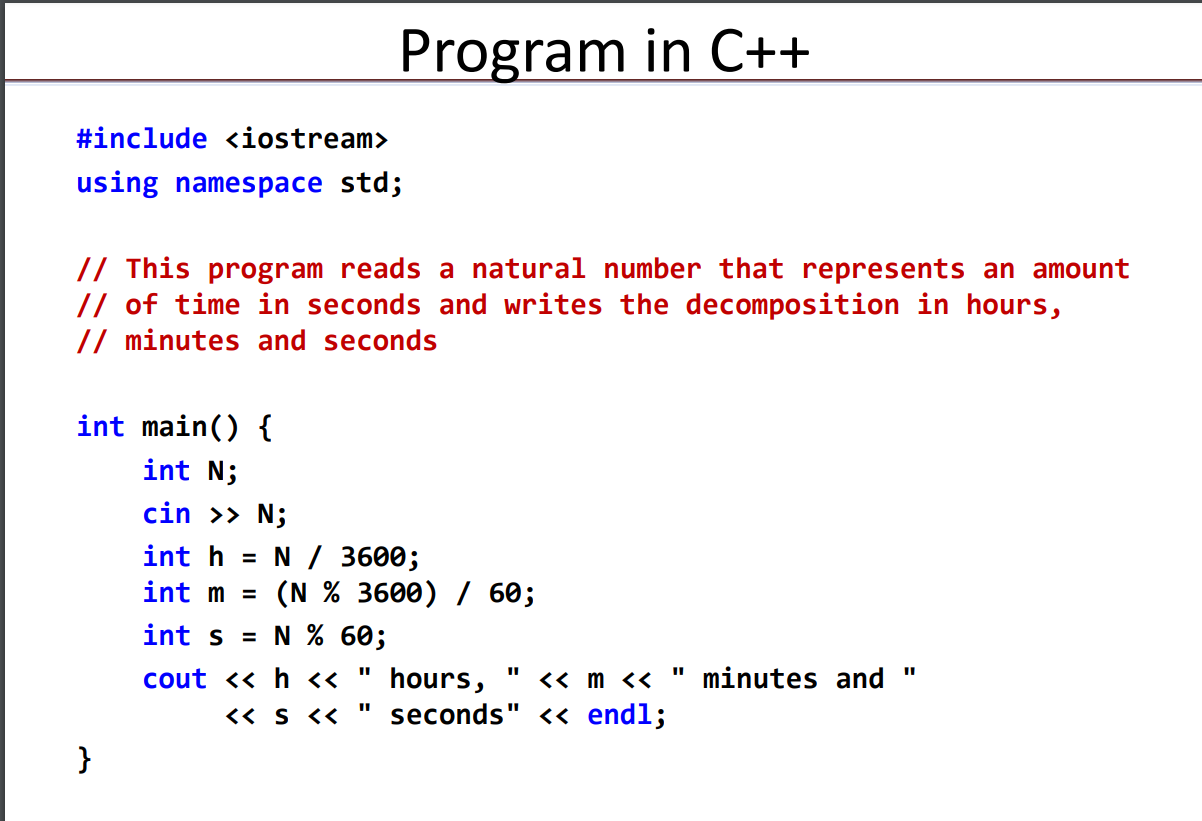 Program in C++
#include <iostream>
using namespace std;
// This program reads a natural number that represents an amount
// of time in seconds and writes the decomposition in hours,
// minutes and seconds
int main() {
    int N;
    cin >> N;
    int h = N / 3600;
    int m = (N % 3600) / 60;
    int s = N % 60;
    cout << h << " hours, " << m << " minutes and "
         << s << " seconds" << endl;
}